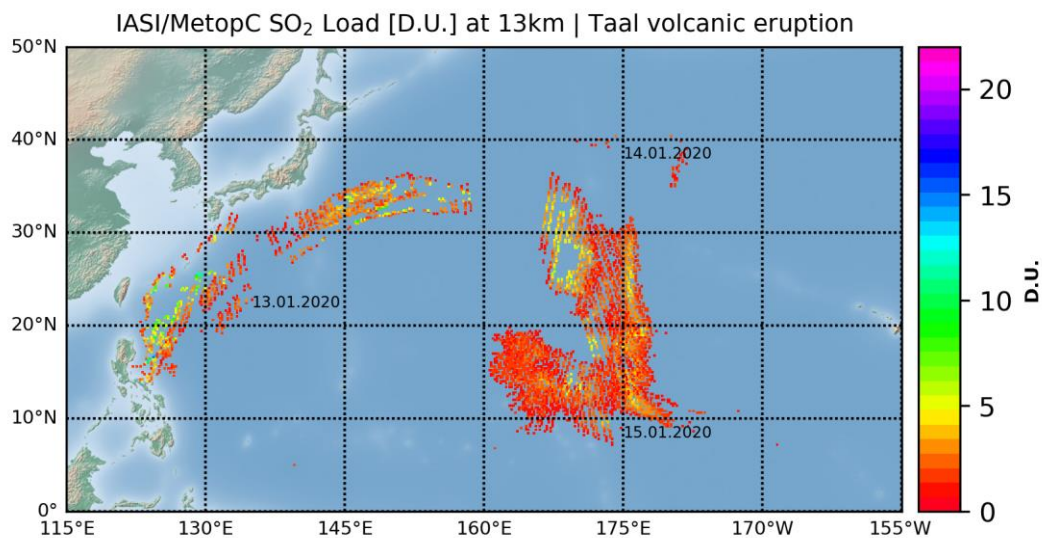 IASI/MetopC SO₂ Load [D.U.] at 13km | Taal volcanic eruption
50°N
40°N
30°N
20°N
10°N
0°
115°E
130°E
145°E
160°E
175°E
170°W
155°W
14.01.2020
13.01.2020
15.01.2020
20
15
10
5
0
D.U.